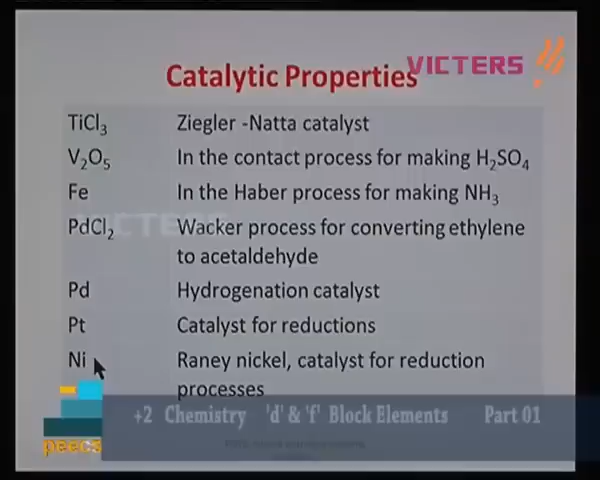 VICTERS
Catalytic Properties
TiCl₃ Ziegler -Natta catalyst
V₂O₅ In the contact process for making H₂SO₄
Fe In the Haber process for making NH₃
VICTERS
PdCl₂ Wacker process for converting ethylene
to acetaldehyde
Pd Hydrogenation catalyst
Pt Catalyst for reductions
Ni Raney nickel, catalyst for reduction
processes
+2 Chemistry 'd' & 'f' Block Elements Part 01
peecs